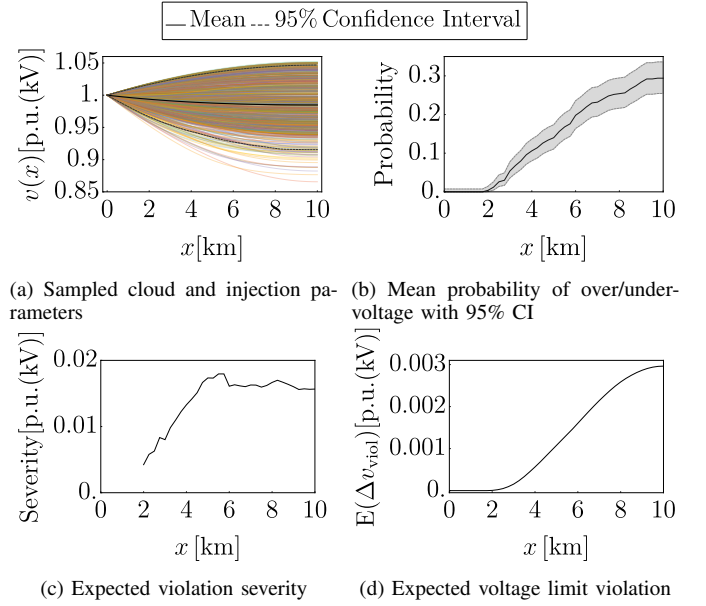 Mean 95% Confidence Interval
1.05
1.
0.95
0.9
0.85
v(x)[p.u.(kV)]
0 2 4 6 8 10
x[km]
0.3
0.2
0.1
0.
Probability
0 2 4 6 8 10
x [km]
(a) Sampled cloud and injection pa-
rameters
(b) Mean probability of over/under-
voltage with 95% CI
0.02
0.01
0.
Severity[p.u.(kV)]
0 2 4 6 8 10
x [km]
0.003
0.002
0.001
0.
E(Δv_viol)[p.u.(kV)]
0 2 4 6 8 10
x [km]
(c) Expected violation severity
(d) Expected voltage limit violation